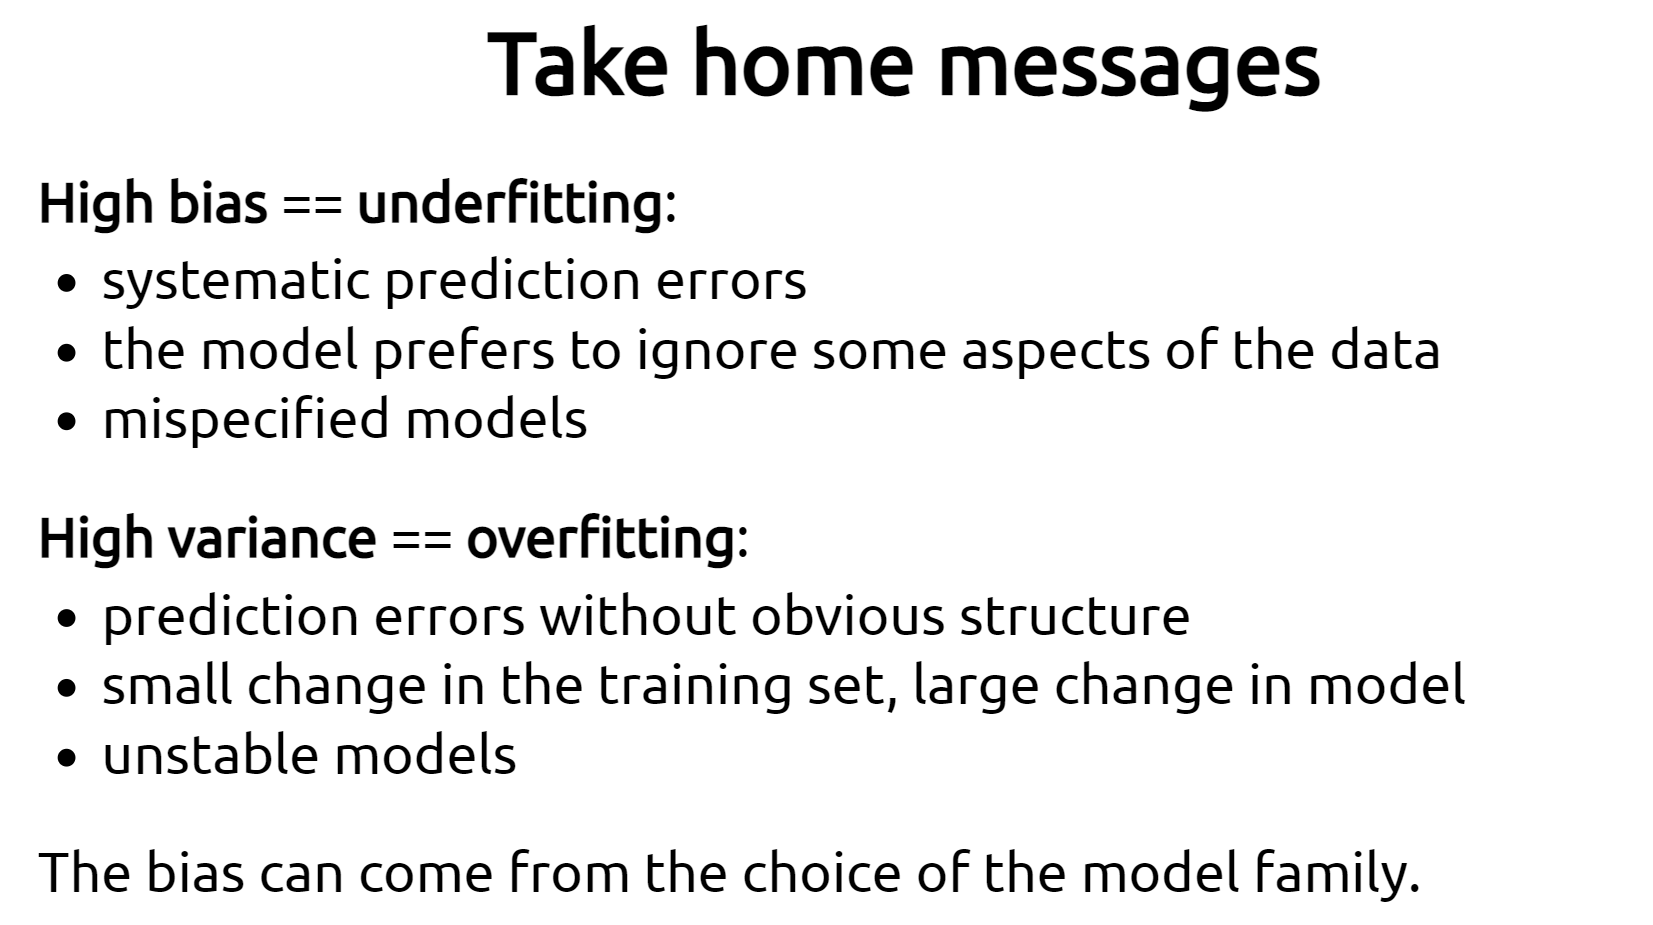 Take home messages
High bias == underfitting:
• systematic prediction errors
• the model prefers to ignore some aspects of the data
• mispecified models
High variance == overfitting:
• prediction errors without obvious structure
• small change in the training set, large change in model
• unstable models
The bias can come from the choice of the model family.